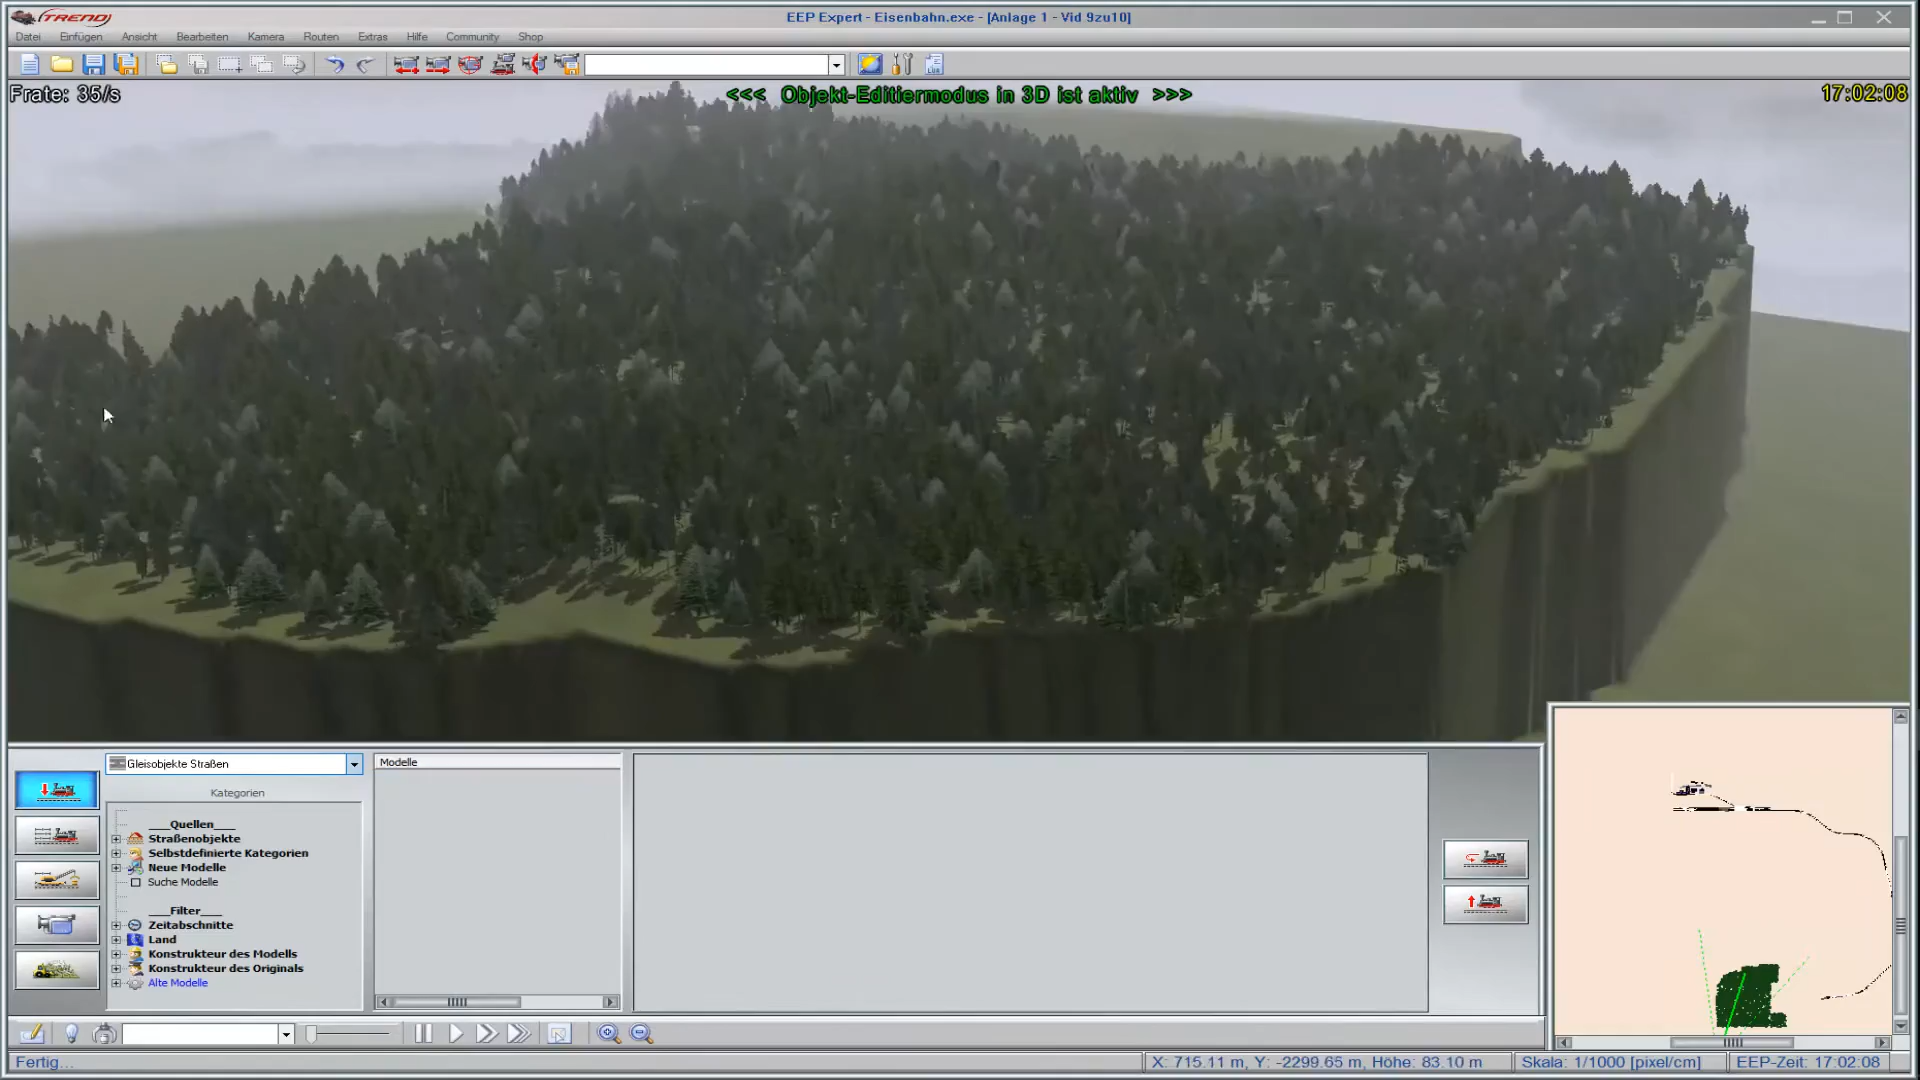 TREND
EEP Expert - Eisenbahn.exe - [Anlage 1 - Vid 9zu10]
Datei Einfügen Ansicht Bearbeiten Kamera Routen Extras Hilfe Community Shop
Frate: 35/s
<<< Objekt-Editiermodus in 3D ist aktiv >>>
17:02:08
Gleisobjekte Straßen
Modelle
Kategorien
___Quellen___
Straßenobjekte
Selbstdefinierte Kategorien
Neue Modelle
Suche Modelle
___Filter___
Zeitabschnitte
Land
Konstrukteur des Modells
Konstrukteur des Originals
Alte Modelle
Fertig...
X: 715.11 m, Y: -2299.65 m, Höhe: 83.10 m
Skala: 1/1000 [pixel/cm]
EEP-Zeit: 17:02:08